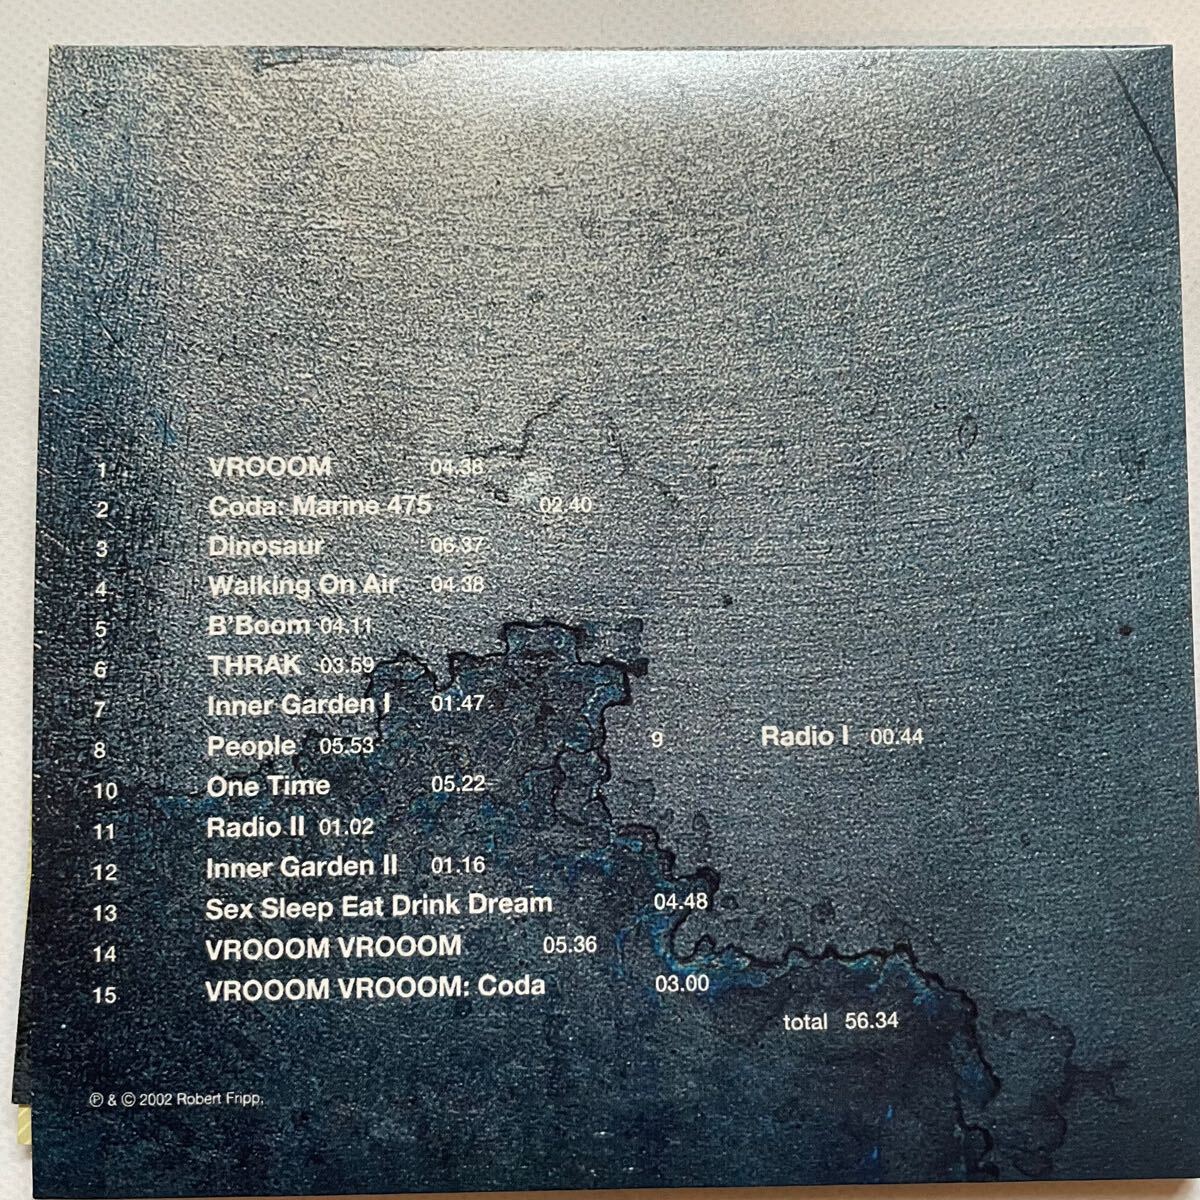 1 VROOOM 04.38
2 Coda: Marine 475 02.40
3 Dinosaur 06.37
4 Walking On Air 04.38
5 B'Boom 04.11
6 THRAK 03.59
7 Inner Garden I 01.47
8 People 05.53 9 Radio I 00.44
10 One Time 05.22
11 Radio II 01.02
12 Inner Garden II 01.16
13 Sex Sleep Eat Drink Dream 04.48
14 VROOOM VROOOM 05.36
15 VROOOM VROOOM: Coda 03.00
total 56.34
℗ & © 2002 Robert Fripp.